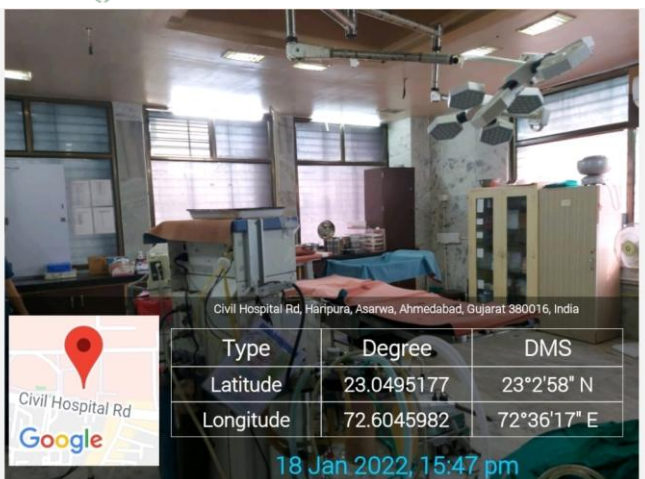 Civil Hospital Rd, Haripura, Asarwa, Ahmedabad, Gujarat 380016, India
Type Degree DMS
Latitude 23.0495177 23°2'58" N
Longitude 72.6045982 72°36'17" E
Civil Hospital Rd
Google
18 Jan 2022, 15:47 pm